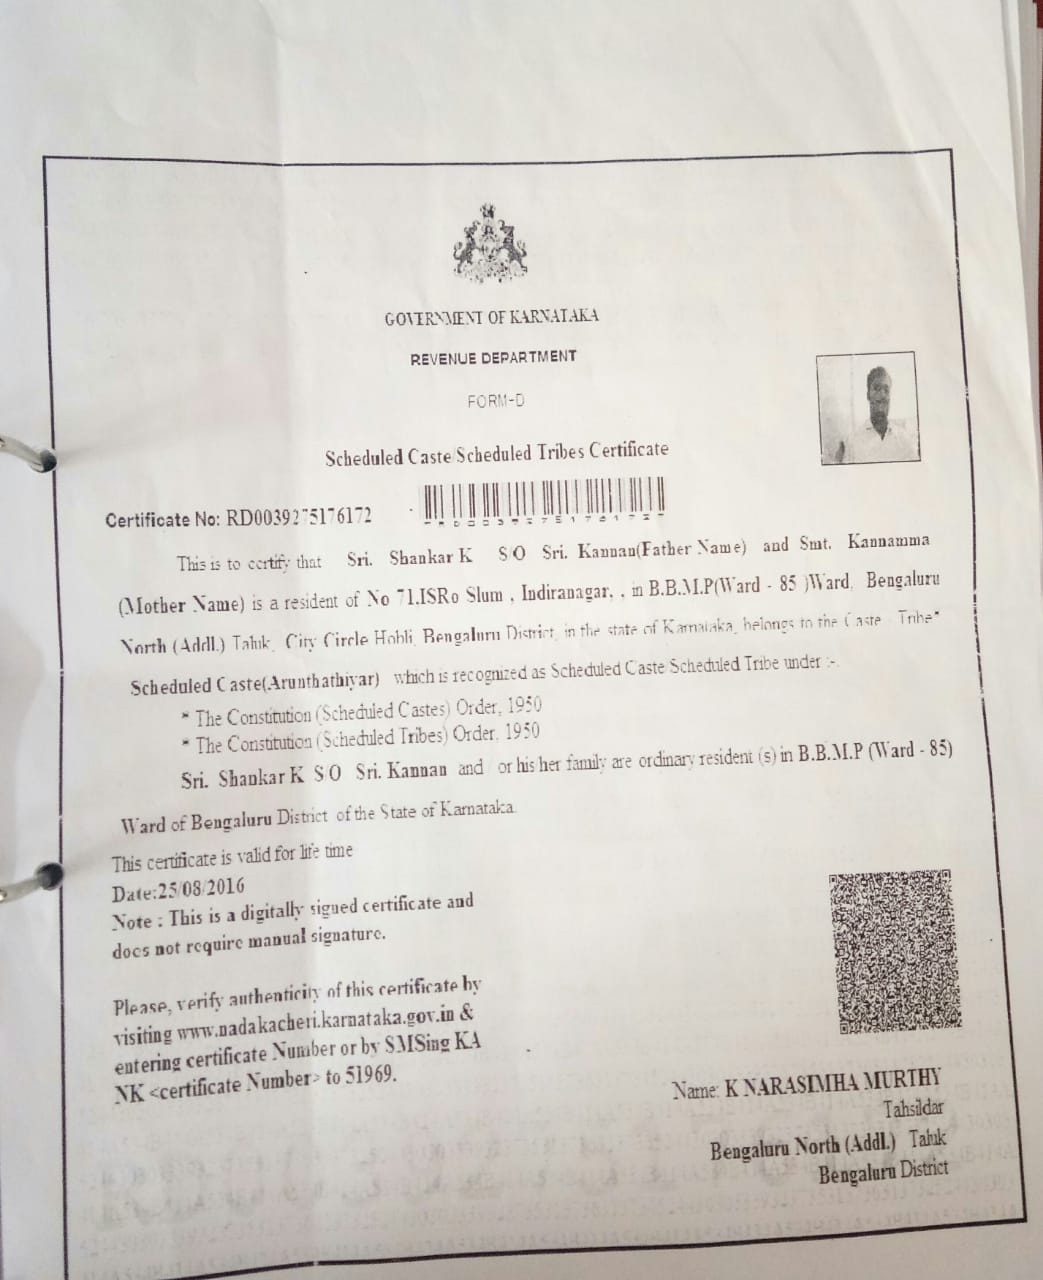 GOVERNMENT OF KARNATAKA
REVENUE DEPARTMENT
FORM-D
Scheduled Caste/Scheduled Tribes Certificate
Certificate No: RD0039275176172
This is to certify that Sri. Shankar K S/O Sri. Kannan(Father Name) and Smt. Kannamma
(Mother Name) is a resident of No 71,ISRo Slum , Indiranagar, , in B.B.M.P(Ward - 85 )Ward, Bengaluru
North (Addl.) Taluk, City Circle Hobli, Bengaluru District, in the state of Karnataka, belongs to the Caste / Tribe*
Scheduled Caste(Arunthathiyar) which is recognized as Scheduled Caste/Scheduled Tribe under :-
* The Constitution (Scheduled Castes) Order, 1950
* The Constitution (Scheduled Tribes) Order, 1950
Sri. Shankar K S/O Sri. Kannan and / or his/her family are ordinary resident (s) in B.B.M.P (Ward - 85)
Ward of Bengaluru District of the State of Karnataka.
This certificate is valid for life time
Date:25/08/2016
Note : This is a digitally signed certificate and
does not require manual signature.
Please, verify authenticity of this certificate by
visiting www.nadakacheri.karnataka.gov.in &
entering certificate Number or by SMSing KA
NK <certificate Number> to 51969.
Name: K NARASIMHA MURTHY
Tahsildar
Bengaluru North (Addl.) Taluk
Bengaluru District